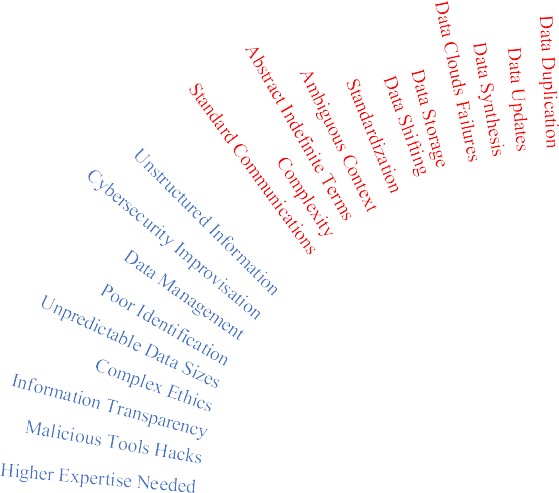 Data Duplication
Data Updates
Data Synthesis
Data Clouds Failures
Data Storage
Data Shifting
Standardization
Ambiguous Context
Abstract Indefinite Terms
Complexity
Standard Communications
Unstructured Information
Cybersecurity Improvisation
Data Management
Poor Identification
Unpredictable Data Sizes
Complex Ethics
Information Transparency
Malicious Tools Hacks
Higher Expertise Needed